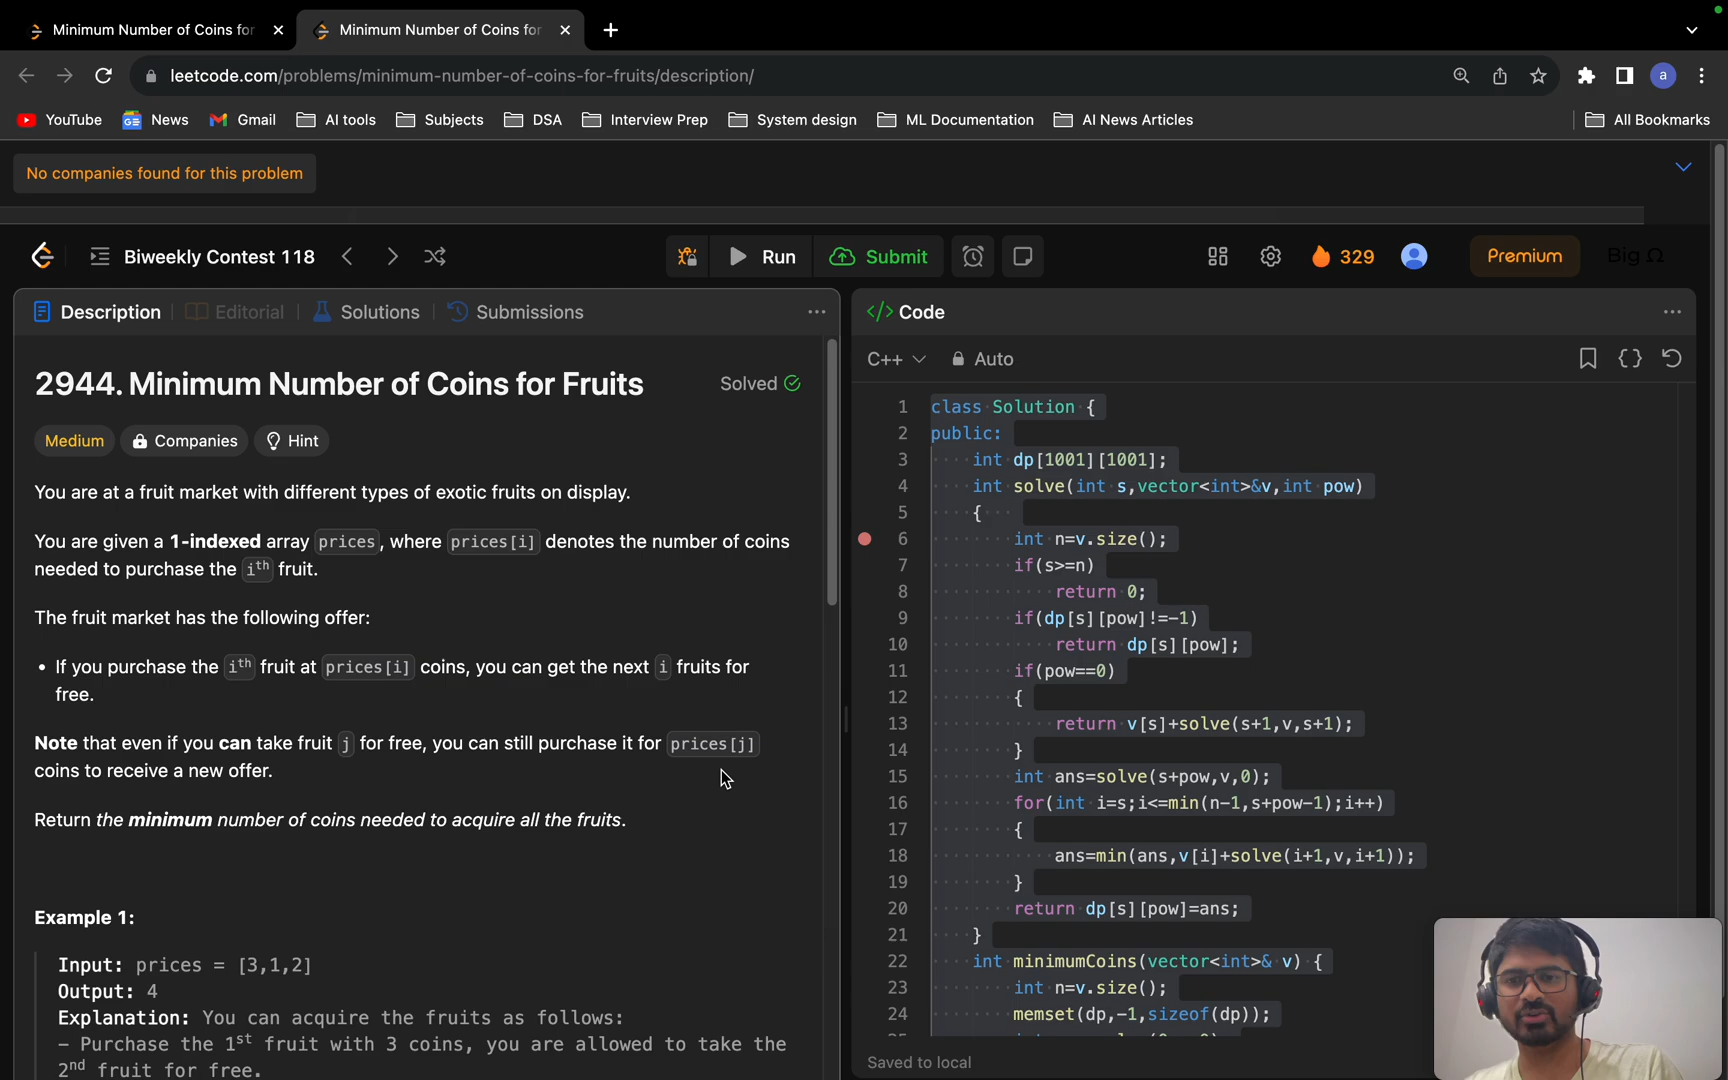 Minimum Number of Coins for
Minimum Number of Coins for
leetcode.com/problems/minimum-number-of-coins-for-fruits/description/
a
YouTube
GE News
Gmail
AI tools
Subjects
DSA
Interview Prep
System design
ML Documentation
AI News Articles
All Bookmarks
No companies found for this problem
Biweekly Contest 118
Run
Submit
329
Premium
Big Ω
Description
Editorial
Solutions
Submissions
</> Code
C++
Auto
2944. Minimum Number of Coins for Fruits
Solved
Medium
Companies
Hint
You are at a fruit market with different types of exotic fruits on display.
You are given a 1-indexed array prices, where prices[i] denotes the number of coins
needed to purchase the ith fruit.
The fruit market has the following offer:
• If you purchase the ith fruit at prices[i] coins, you can get the next i fruits for
free.
Note that even if you can take fruit j for free, you can still purchase it for prices[j]
coins to receive a new offer.
Return the minimum number of coins needed to acquire all the fruits.
Example 1:
Input: prices = [3,1,2]
Output: 4
Explanation: You can acquire the fruits as follows:
- Purchase the 1st fruit with 3 coins, you are allowed to take the
2nd fruit for free.
1 class Solution {
2 public:
3 int dp[1001][1001];
4 int solve(int s,vector<int>&v,int pow)
5 {
6 int n=v.size();
7 if(s>=n)
8 return 0;
9 if(dp[s][pow]!=-1)
10 return dp[s][pow];
11 if(pow==0)
12 {
13 return v[s]+solve(s+1,v,s+1);
14 }
15 int ans=solve(s+pow,v,0);
16 for(int i=s;i<=min(n-1,s+pow-1);i++)
17 {
18 ans=min(ans,v[i]+solve(i+1,v,i+1));
19 }
20 return dp[s][pow]=ans;
21 }
22 int minimumCoins(vector<int>& v) {
23 int n=v.size();
24 memset(dp,-1,sizeof(dp));
Saved to local